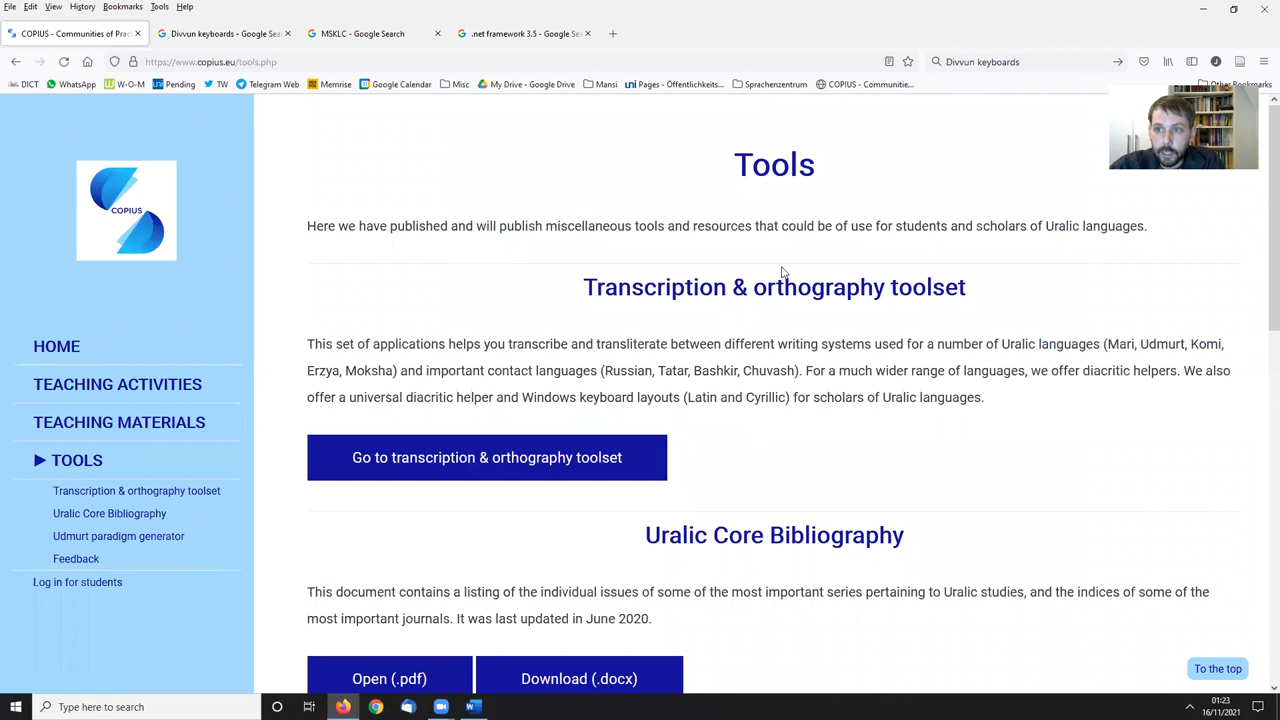 File Edit View History Bookmarks Tools Help
COPIUS - Communities of Prac
Divvun keyboards - Google Sea
MSKLC - Google Search
.net framework 3.5 - Google Se
https://www.copius.eu/tools.php
Divvun keyboards
DICT WhatsApp W-O-M Pending TW Telegram Web Memrise Google Calendar Misc My Drive - Google Drive Mansi Pages - Öffentlichkeits... Sprachenzentrum COPIUS - Communitie... Other Bookmarks
COPIUS
HOME
TEACHING ACTIVITIES
TEACHING MATERIALS
TOOLS
Transcription & orthography toolset
Uralic Core Bibliography
Udmurt paradigm generator
Feedback
Log in for students
Tools
Here we have published and will publish miscellaneous tools and resources that could be of use for students and scholars of Uralic languages.
Transcription & orthography toolset
This set of applications helps you transcribe and transliterate between different writing systems used for a number of Uralic languages (Mari, Udmurt, Komi,
Erzya, Moksha) and important contact languages (Russian, Tatar, Bashkir, Chuvash). For a much wider range of languages, we offer diacritic helpers. We also
offer a universal diacritic helper and Windows keyboard layouts (Latin and Cyrillic) for scholars of Uralic languages.
Go to transcription & orthography toolset
Uralic Core Bibliography
This document contains a listing of the individual issues of some of the most important series pertaining to Uralic studies, and the indices of some of the
most important journals. It was last updated in June 2020.
Open (.pdf)
Download (.docx)
To the top
Type here to search
01:23
16/11/2021